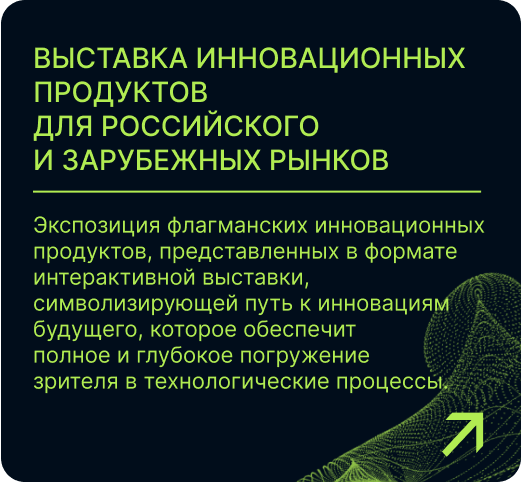 ВЫСТАВКА ИННОВАЦИОННЫХ
ПРОДУКТОВ
ДЛЯ РОССИЙСКОГО
И ЗАРУБЕЖНЫХ РЫНКОВ
Экспозиция флагманских инновационных
продуктов, представленных в формате
интерактивной выставки,
символизирующей путь к инновациям
будущего, которое обеспечит
полное и глубокое погружение
зрителя в технологические процессы.